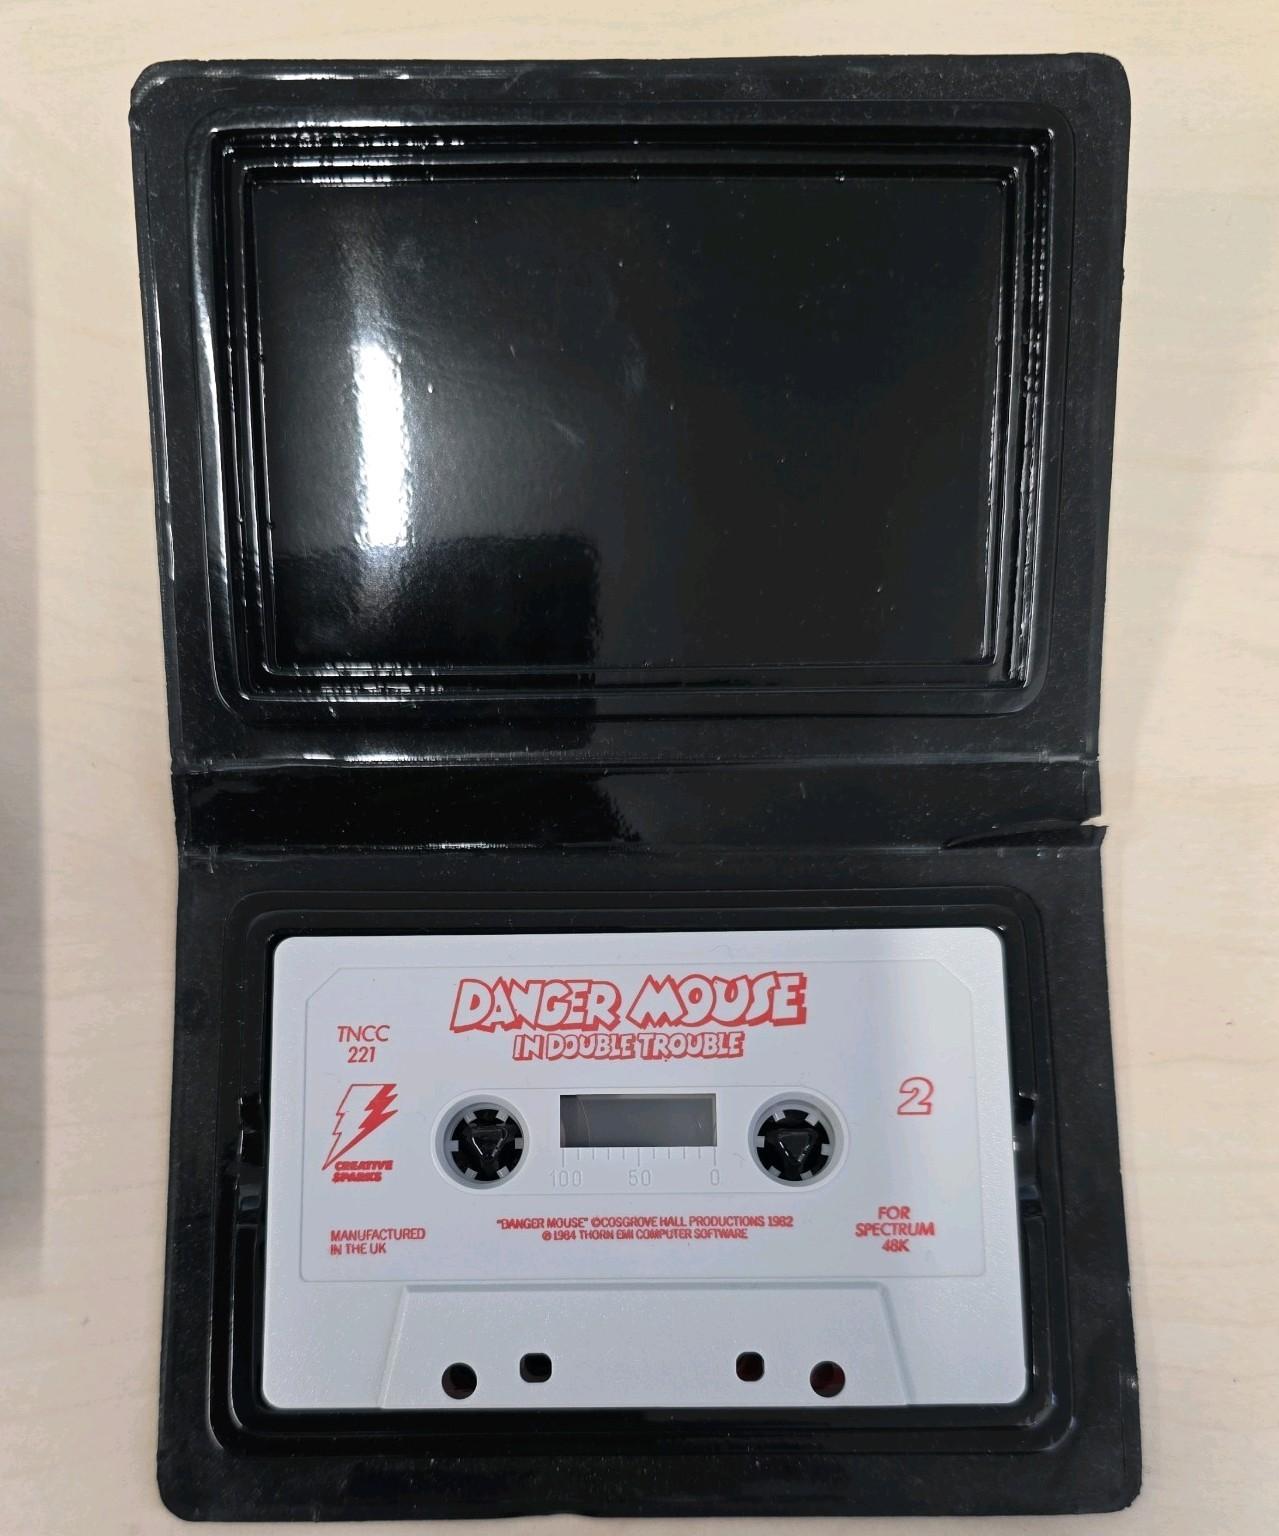 DANGER MOUSE
IN DOUBLE TROUBLE
TNCC
221
2
CREATIVE
SPARKS
100 50 0
MANUFACTURED
IN THE UK
"DANGER MOUSE" ©COSGROVE HALL PRODUCTIONS 1982
℗ 1984 THORN EMI COMPUTER SOFTWARE
FOR
SPECTRUM
48K